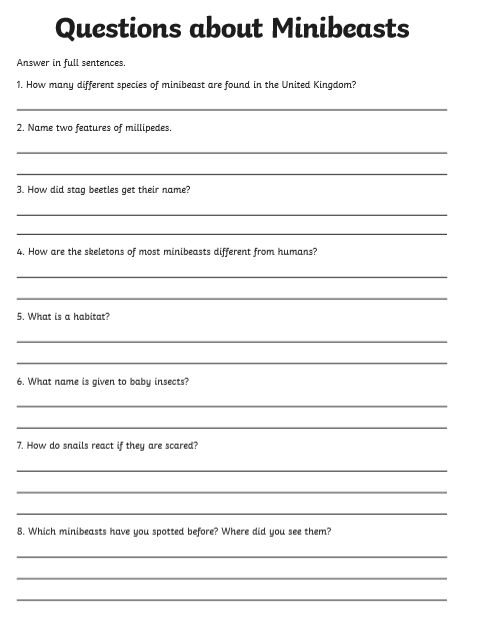 Questions about Minibeasts
Answer in full sentences.
1. How many different species of minibeast are found in the United Kingdom?
2. Name two features of millipedes.
3. How did stag beetles get their name?
4. How are the skeletons of most minibeasts different from humans?
5. What is a habitat?
6. What name is given to baby insects?
7. How do snails react if they are scared?
8. Which minibeasts have you spotted before? Where did you see them?